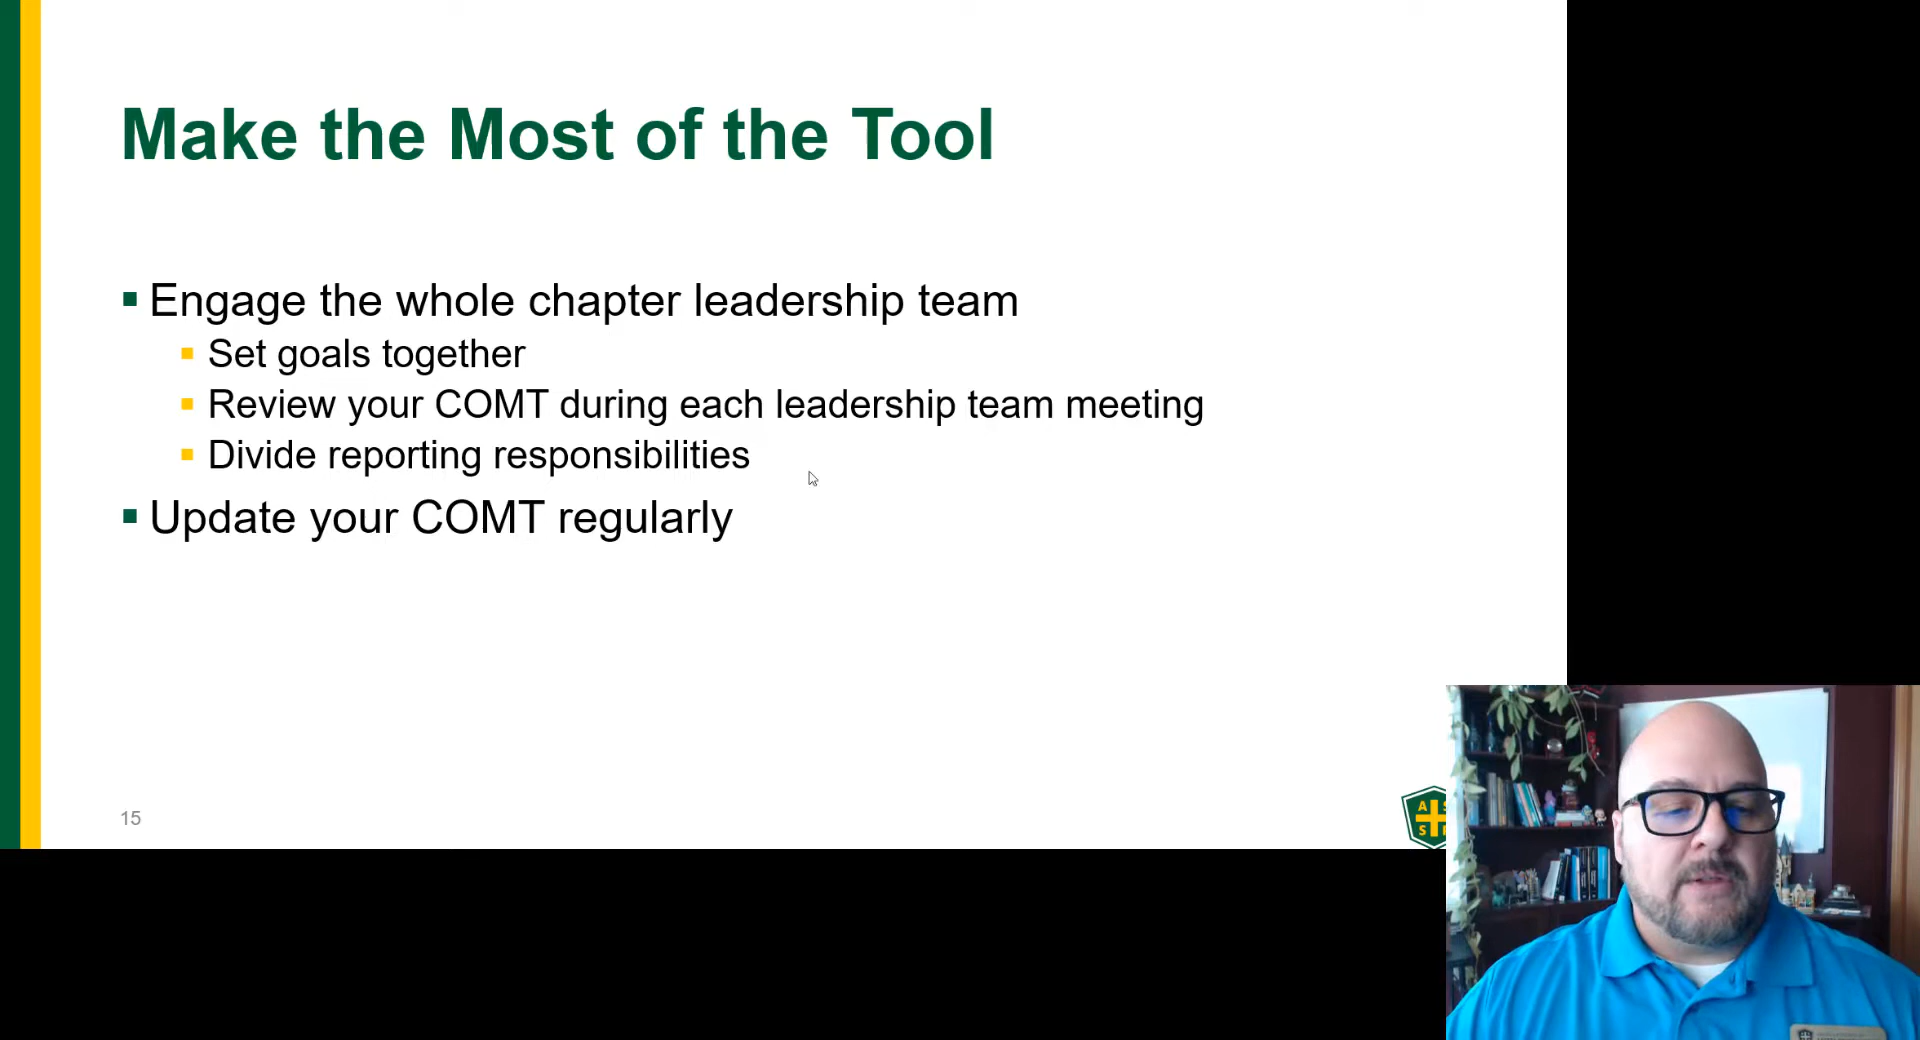 Make the Most of the Tool
Engage the whole chapter leadership team
Set goals together
Review your COMT during each leadership team meeting
Divide reporting responsibilities
Update your COMT regularly
15
A S
S P